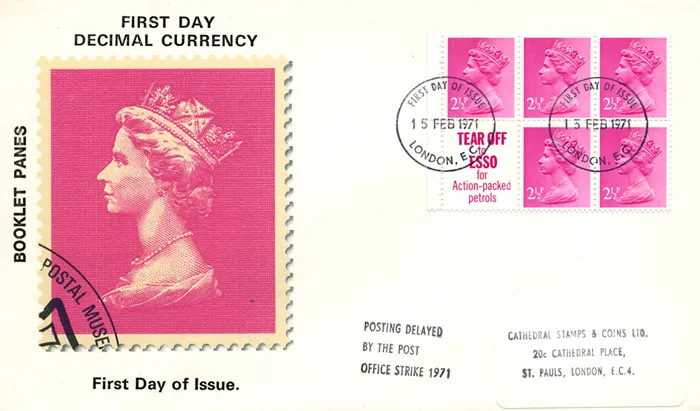 FIRST DAY
DECIMAL CURRENCY
BOOKLET PANES
POSTAL MUSE
First Day of Issue.
2½P
2½P
2½P
TEAR OFF
to
ESSO
for
Action-packed
petrols
2½P
2½P
FIRST DAY OF ISSUE
15 FEB 1971
LONDON, E.C.
FIRST DAY OF ISSUE
15 FEB 1971
LONDON, E.C.
POSTING DELAYED
BY THE POST
OFFICE STRIKE 1971
CATHEDRAL STAMPS & COINS LTD.
20c CATHEDRAL PLACE,
ST. PAULS, LONDON, E.C.4.